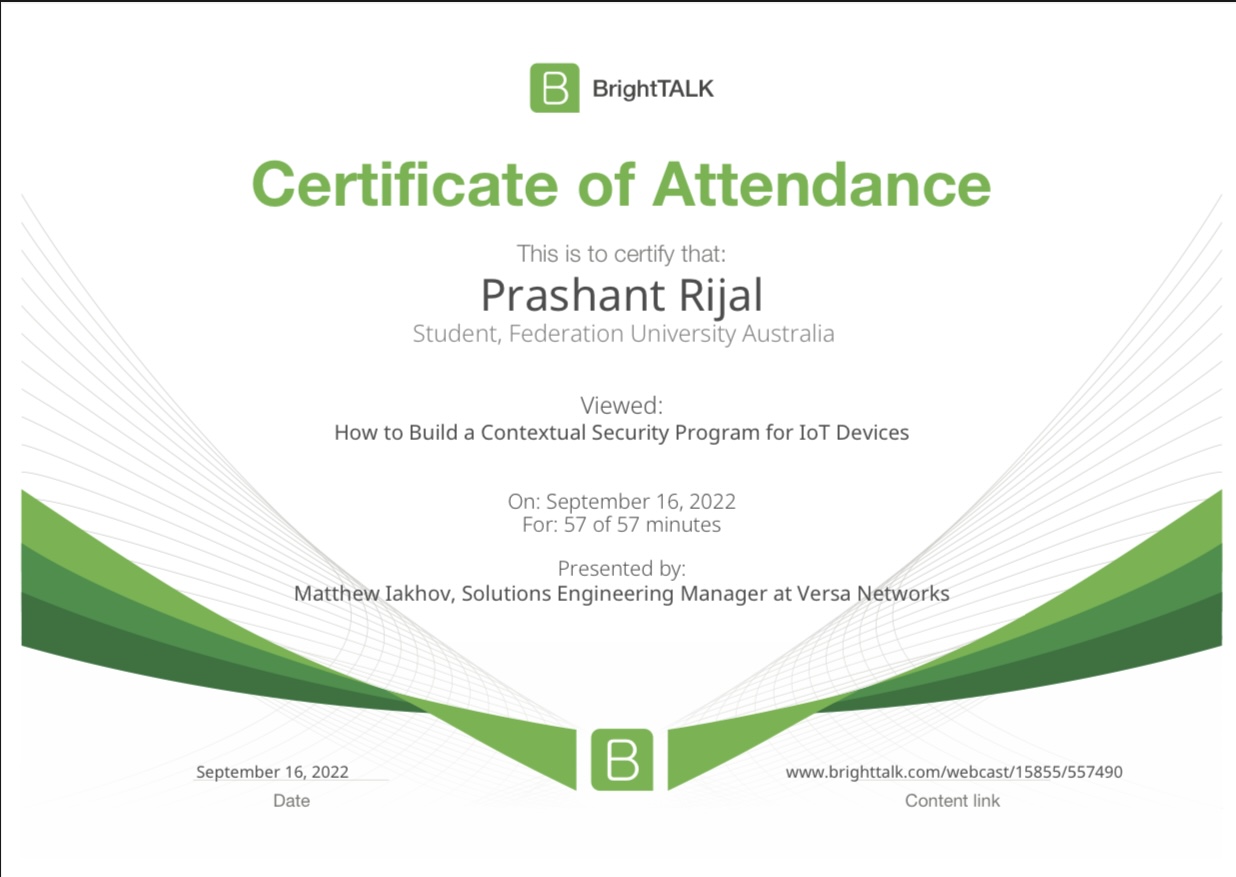 B BrightTALK
Certificate of Attendance
This is to certify that:
Prashant Rijal
Student, Federation University Australia
Viewed:
How to Build a Contextual Security Program for IoT Devices
On: September 16, 2022
For: 57 of 57 minutes
Presented by:
Matthew Iakhov, Solutions Engineering Manager at Versa Networks
B
September 16, 2022
Date
www.brighttalk.com/webcast/15855/557490
Content link